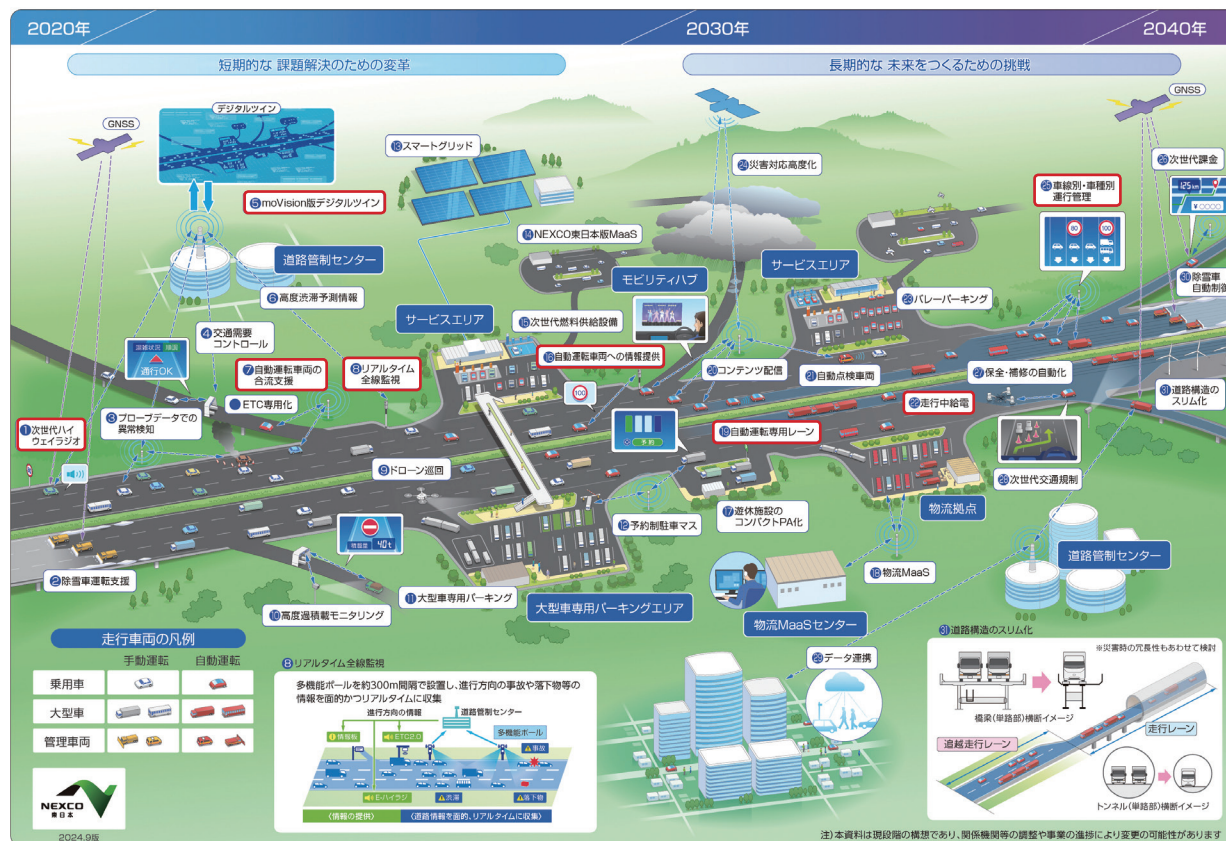 2020年
2030年
2040年
短期的な 課題解決のための変革
長期的な 未来をつくるための挑戦
GNSS
デジタルツイン
GNSS
⑬スマートグリッド
㉔災害対応高度化
㉖次世代課金
125km
¥○○○○
⑤moVision版デジタルツイン
㉕車線別・車種別
運行管理
80
100
⑭NEXCO東日本版MaaS
道路管制センター
モビリティハブ
サービスエリア
㉚除雪車
自動制御
⑥高度渋滞予測情報
サービスエリア
⑮次世代燃料供給設備
㉓バレーパーキング
④交通需要
コントロール
道路状況
通行OK
⑦自動運転車両の
合流支援
⑧リアルタイム
全線監視
⑯自動運転車両への情報提供
100
⑳コンテンツ配信
㉑自動点検車両
㉗保全・補修の自動化
㉛道路構造の
スリム化
ETC専用化
③プローブデータでの
異常検知
①次世代ハイ
ウェイラジオ
㉒走行中給電
予約
⑲自動運転専用レーン
⑨ドローン巡回
㉘次世代交通規制
⑫予約制駐車マス
⑰遊休施設の
コンパクトPA化
物流拠点
道路管制センター
40t
②除雪車運転支援
⑪大型車専用パーキング
⑩高度過積載モニタリング
大型車専用パーキングエリア
⑱物流MaaS
物流MaaSセンター
走行車両の凡例
手動運転
自動運転
乗用車
大型車
管理車両
NEXCO
東日本
2024.9版
⑧リアルタイム全線監視
多機能ポールを約300m間隔で設置し、進行方向の事故や落下物等の
情報を面的かつリアルタイムに収集
進行方向の情報
道路管制センター
多機能ポール
情報板
ETC2.0
事故
E-ハイラジ
渋滞
落下物
〈情報の提供〉
〈道路情報を面的、リアルタイムに収集〉
㉙データ連携
㉛道路構造のスリム化
※災害時の冗長性もあわせて検討
橋梁(単路部)横断イメージ
追越走行レーン
走行レーン
トンネル(単路部)横断イメージ
注)本資料は現段階の構想であり、関係機関等の調整や事業の進捗により変更の可能性があります